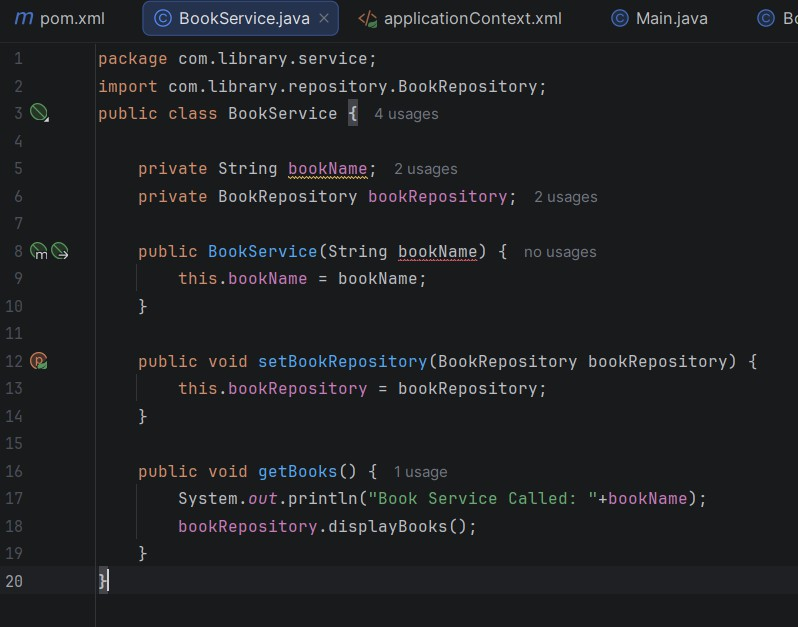 pom.xml BookService.java applicationContext.xml Main.java Bo
1 package com.library.service;
2 import com.library.repository.BookRepository;
3 public class BookService { 4 usages
4
5 private String bookName; 2 usages
6 private BookRepository bookRepository; 2 usages
7
8 public BookService(String bookName) { no usages
9 this.bookName = bookName;
10 }
11
12 public void setBookRepository(BookRepository bookRepository) {
13 this.bookRepository = bookRepository;
14 }
15
16 public void getBooks() { 1 usage
17 System.out.println("Book Service Called: "+bookName);
18 bookRepository.displayBooks();
19 }
20 }